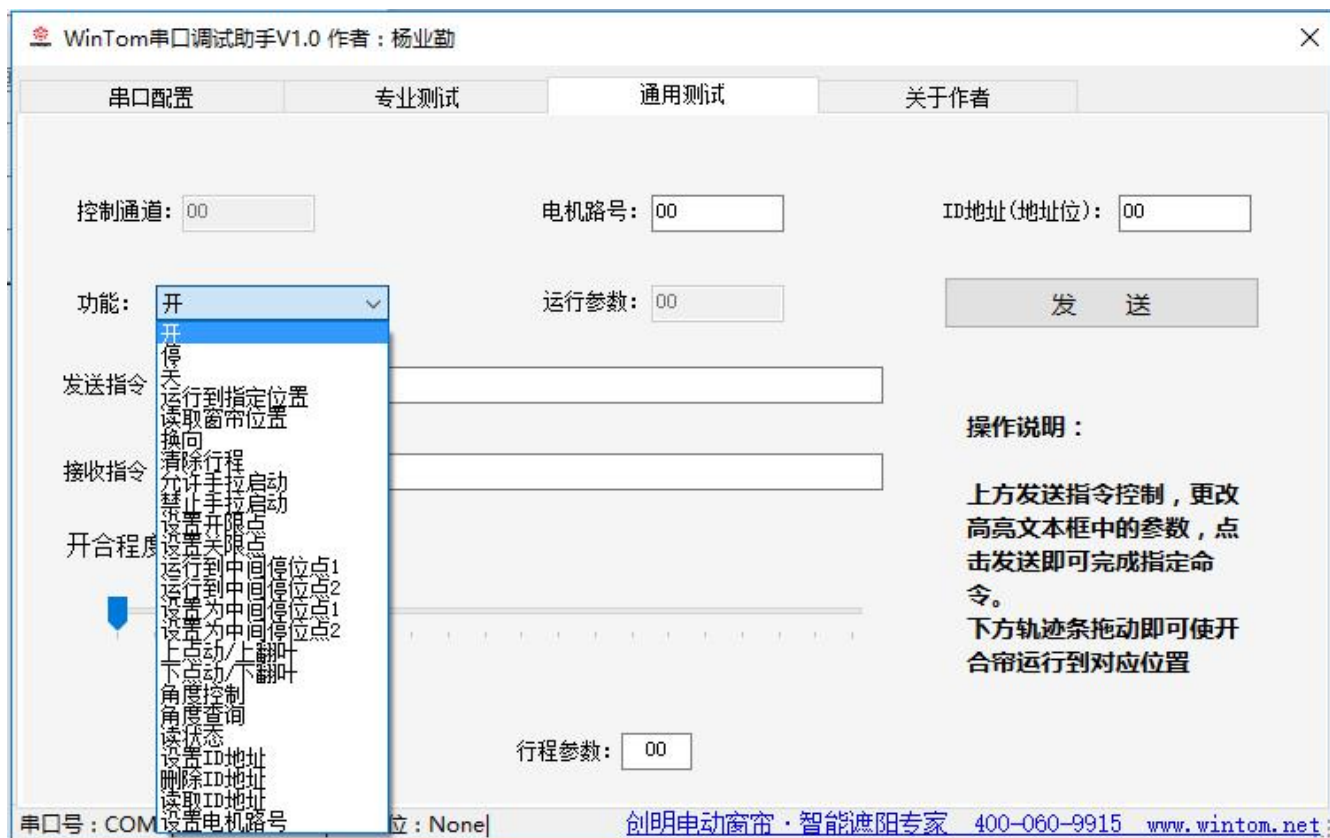 WinTom串口调试助手V1.0 作者：杨业勤
串口配置 专业测试 通用测试 关于作者
控制通道: 00 电机路号: 00 ID地址(地址位): 00
功能: 开 运行参数: 00 发 送
开
停
关
运行到指定位置
读取窗帘位置
换向
清除行程
允许手拉启动
禁止手拉启动
设置开限点
设置关限点
运行到中间停位点1
运行到中间停位点2
设置为中间停位点1
设置为中间停位点2
上点动/上翻叶
下点动/下翻叶
角度控制
角度查询
读状态
设置ID地址
删除ID地址
读取ID地址
设置电机路号
发送指令
接收指令
开合程度
操作说明：
上方发送指令控制，更改
高亮文本框中的参数，点
击发送即可完成指定命
令。
下方轨迹条拖动即可使开
合帘运行到对应位置
行程参数: 00
串口号：COM 位：None|
创明电动窗帘·智能遮阳专家 400-060-9915 www.wintom.net